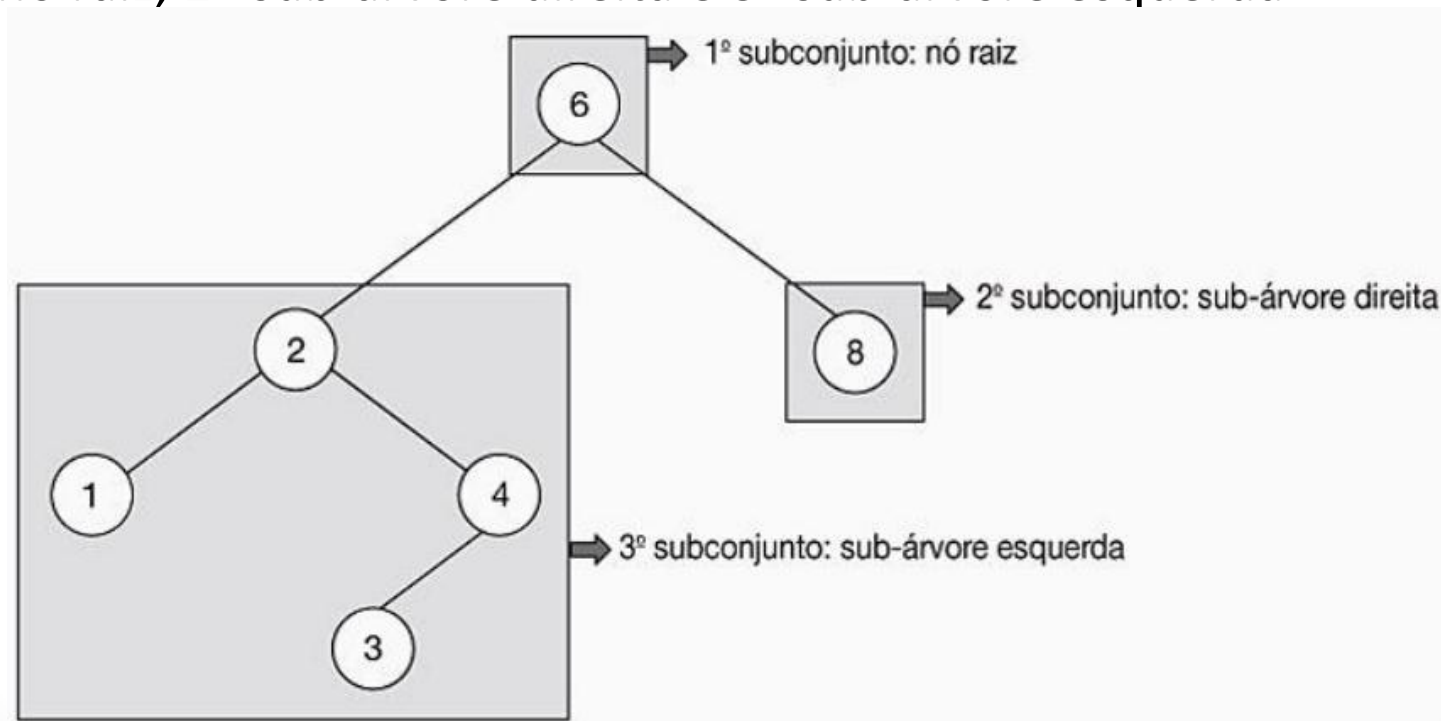 1º subconjunto: nó raiz
6
2º subconjunto: sub-árvore direita
2
8
1
4
3º subconjunto: sub-árvore esquerda
3